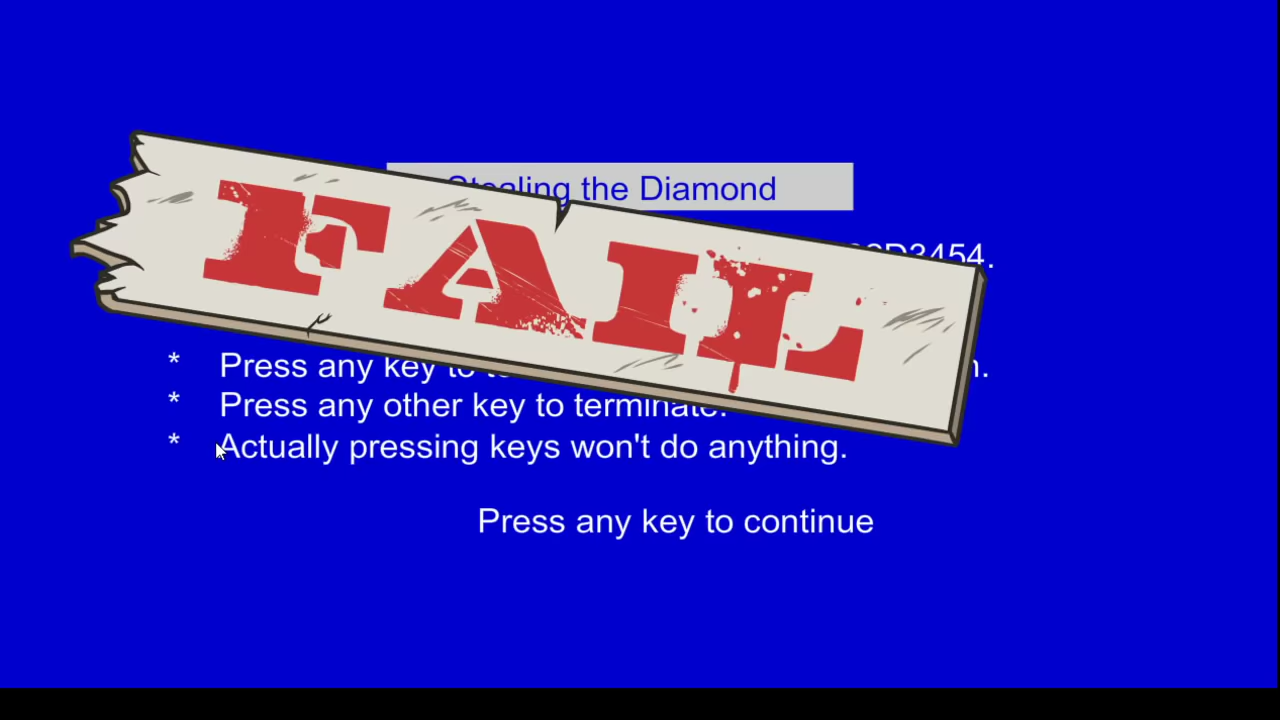 Stealing the Diamond
FAIL
* Press any key to
* Press any other key to terminate.
* Actually pressing keys won't do anything.
Press any key to continue